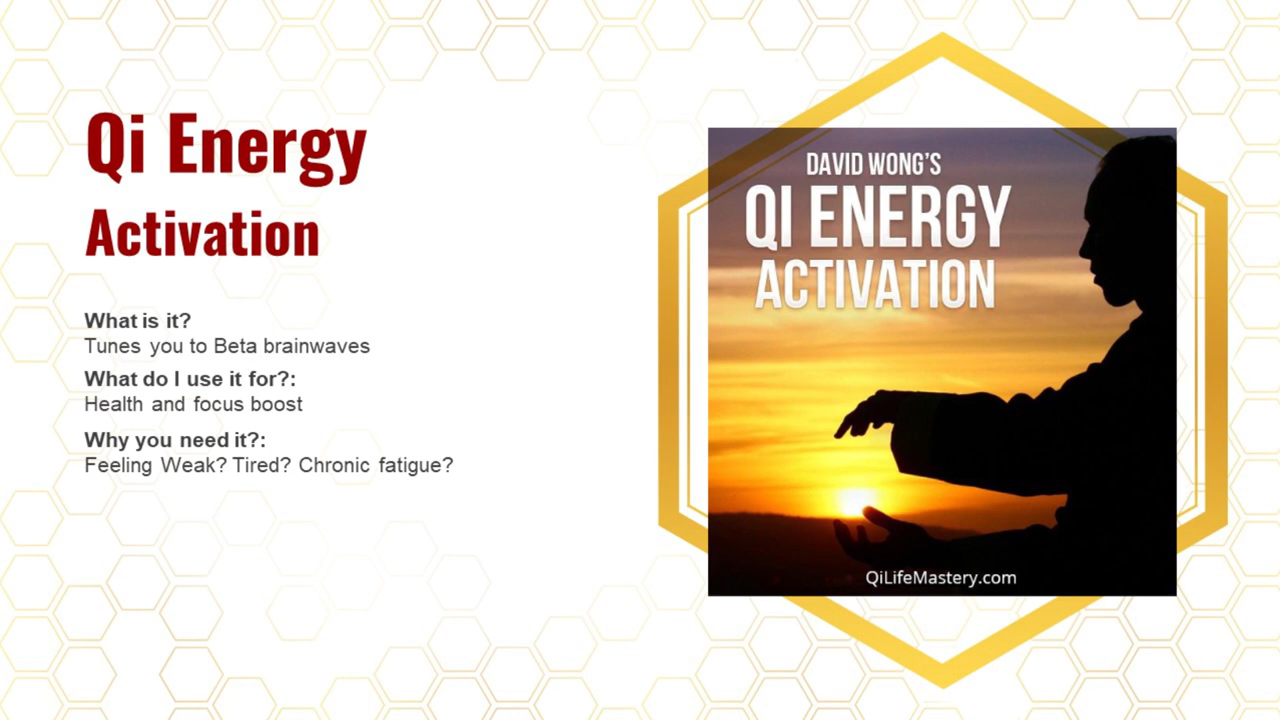 Qi Energy
Activation
What is it?
Tunes you to Beta brainwaves
What do I use it for?:
Health and focus boost
Why you need it?:
Feeling Weak? Tired? Chronic fatigue?
DAVID WONG'S
QI ENERGY
ACTIVATION
QiLifeMastery.com